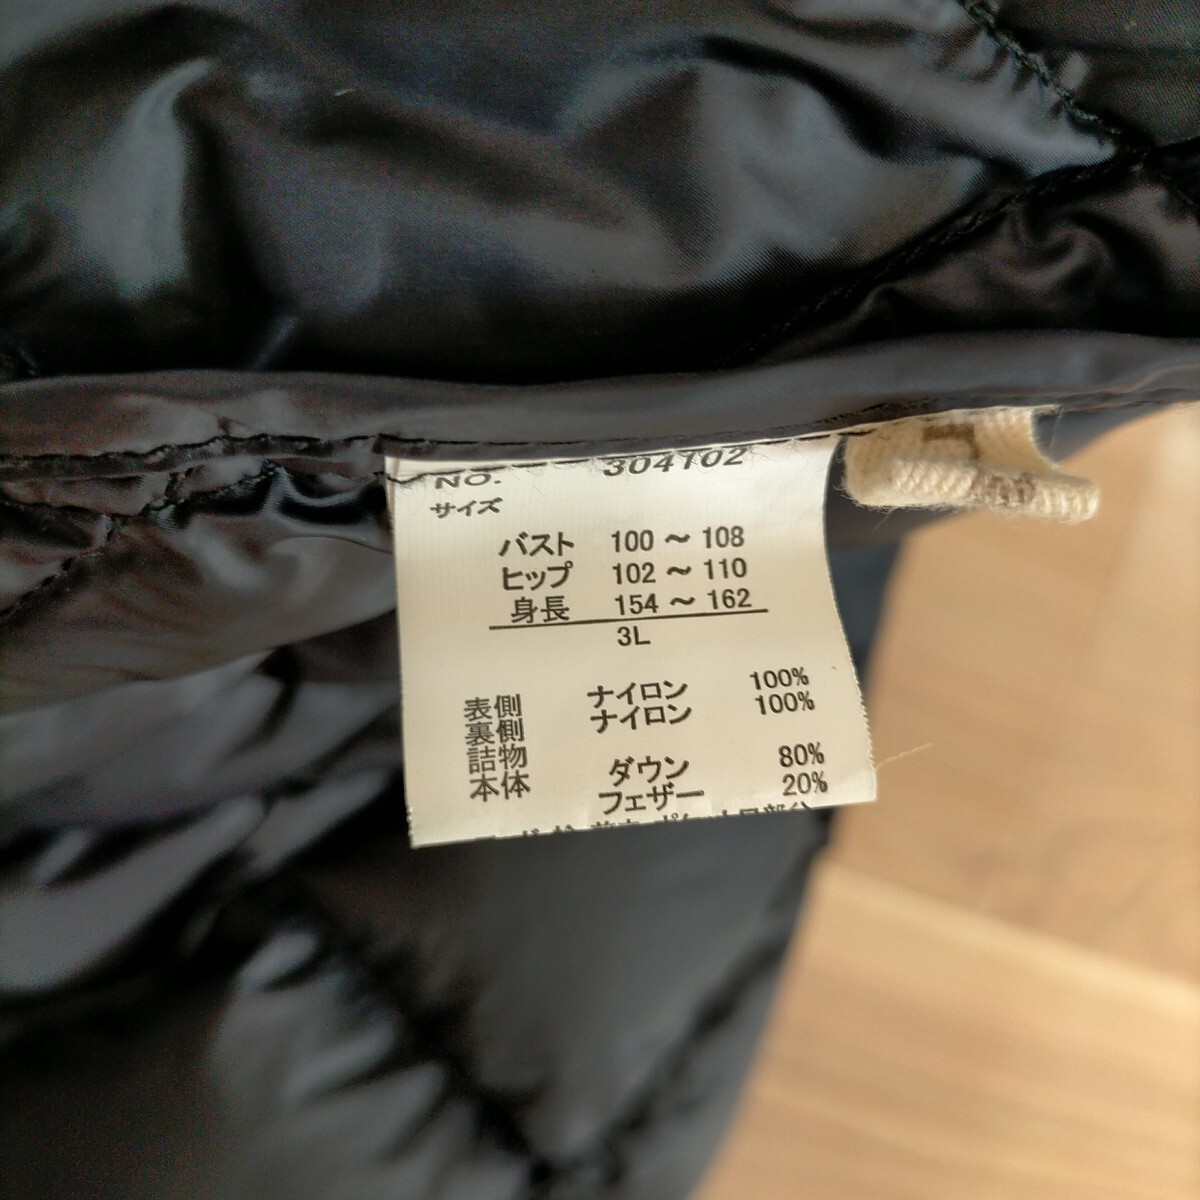 NO. 304102
サイズ
バスト 100 ～ 108
ヒップ 102 ～ 110
身長 154 ～ 162
3L
表側 ナイロン 100%
裏側 ナイロン 100%
詰物
本体 ダウン 80%
フェザー 20%